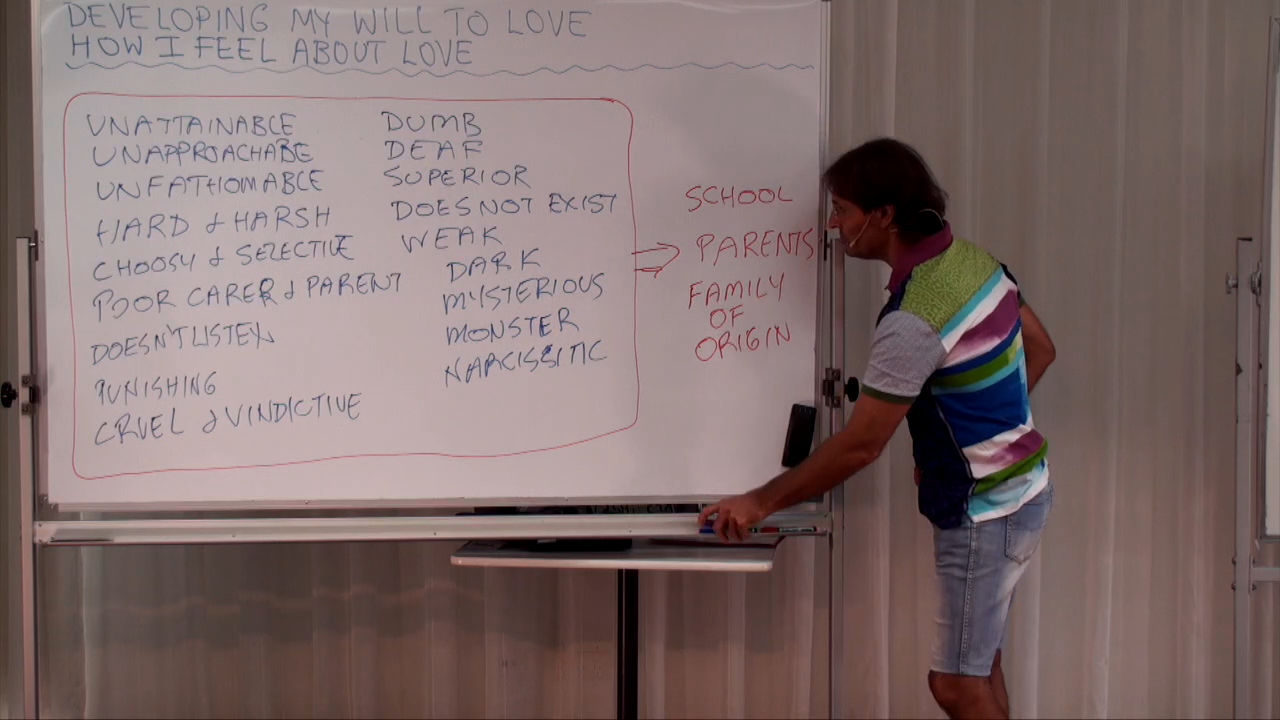 DEVELOPING MY WILL TO LOVE
HOW I FEEL ABOUT LOVE
UNATTAINABLE
UNAPPROACHABE
UNFATHOMABLE
HARD & HARSH
CHOOSY & SELECTIVE
POOR CARER & PARENT
DOESN'T LISTEN
PUNISHING
CRUEL & VINDICTIVE
DUMB
DEAF
SUPERIOR
DOES NOT EXIST
WEAK
DARK
MYSTERIOUS
MONSTER
NARCISSITIC
SCHOOL
PARENTS
FAMILY
OF
ORIGIN